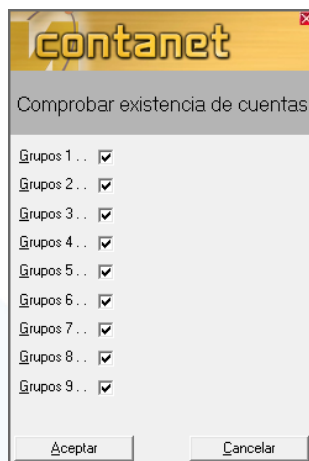 contanet
Comprobar existencia de cuentas
Grupos 1 . .
Grupos 2 . .
Grupos 3 . .
Grupos 4 . .
Grupos 5 . .
Grupos 6 . .
Grupos 7 . .
Grupos 8 . .
Grupos 9 . .
Aceptar Cancelar